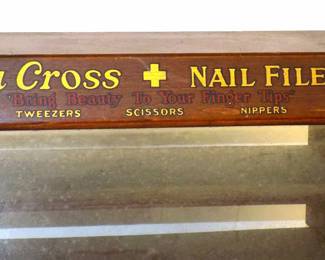 a Cross + NAIL FILE
"Bring Beauty To Your Finger Tips"
TWEEZERS SCISSORS NIPPERS